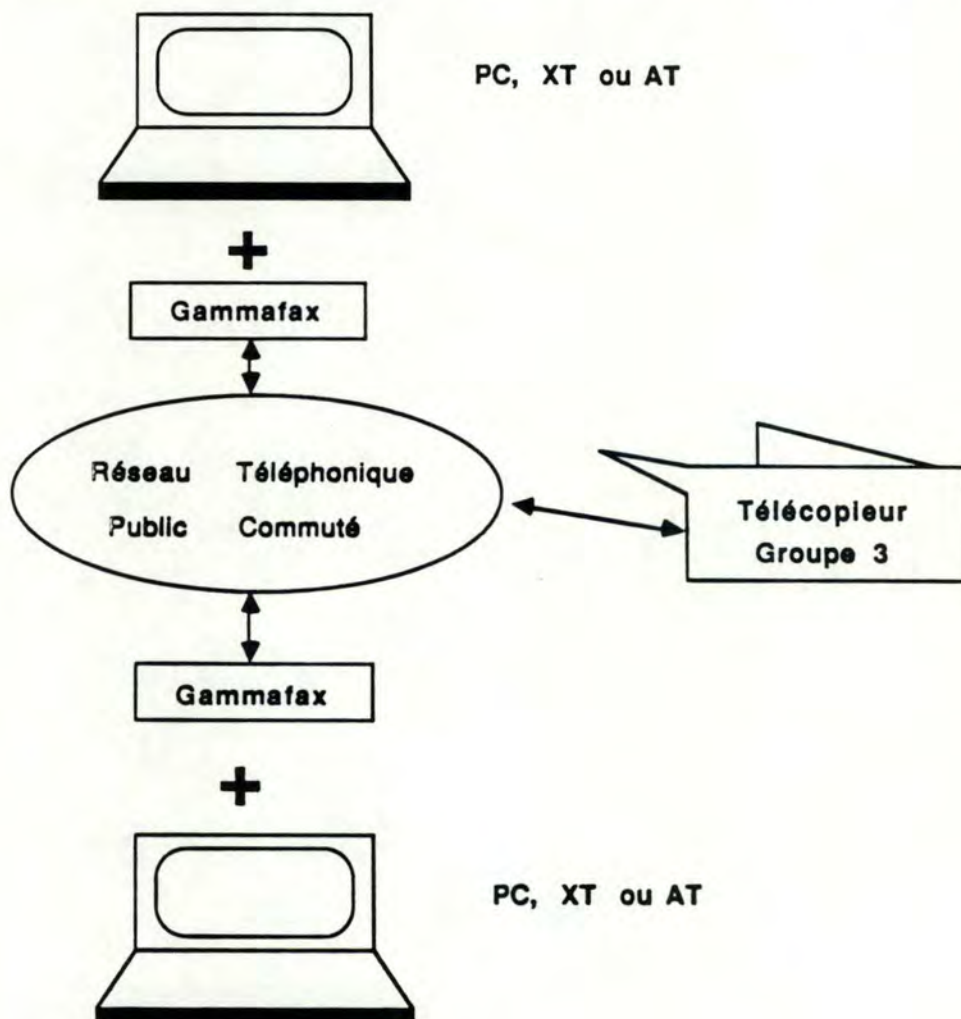 PC, XT ou AT
Gammafax
Réseau Téléphonique
Public Commuté
Télécopieur
Groupe 3
Gammafax
PC, XT ou AT